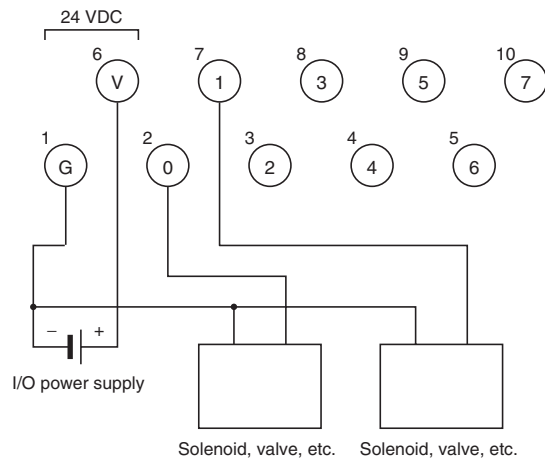 24 VDC
6 7 8 9 10
V 1 3 5 7
1 2 3 4 5
G 0 2 4 6
− +
I/O power supply
Solenoid, valve, etc. Solenoid, valve, etc.